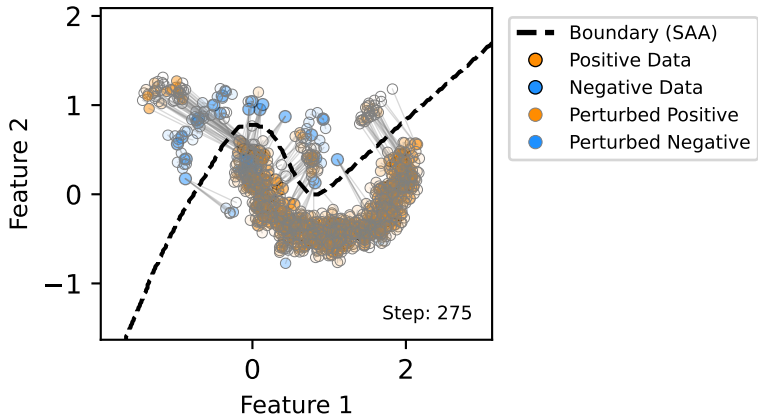 2
1
0
−1
Feature 2
0
2
Feature 1
Step: 275
Boundary (SAA)
Positive Data
Negative Data
Perturbed Positive
Perturbed Negative